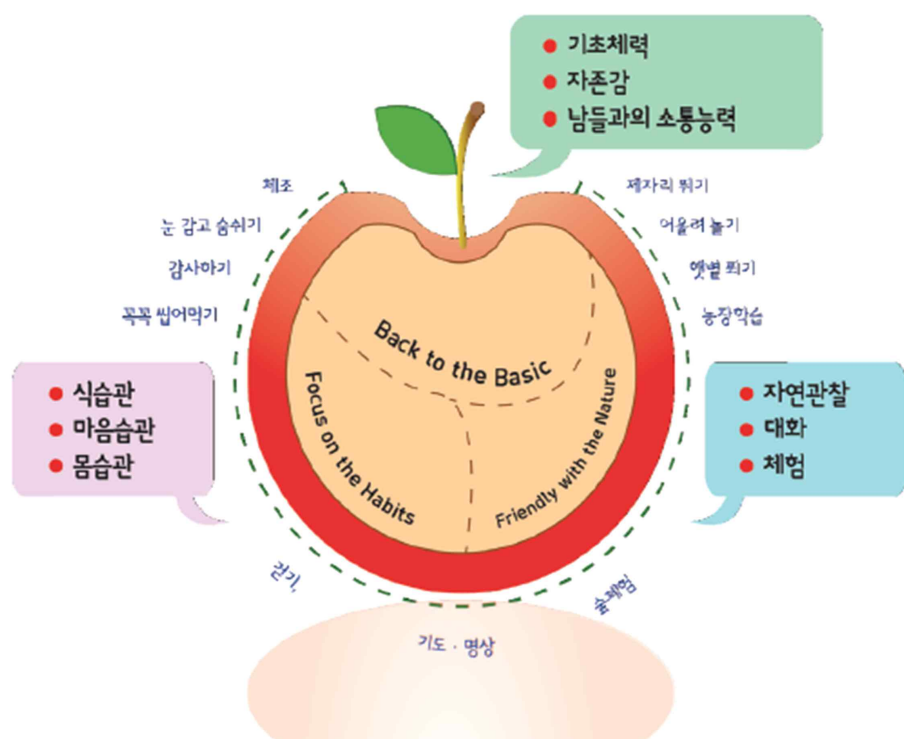 기초체력
자존감
남들과의 소통능력
체조
제자리 뛰기
눈 감고 숨쉬기
어울려 놀기
감사하기
햇볕 쬐기
꼭꼭 씹어먹기
농장학습
Back to the Basic
Focus on the Habits
Friendly with the Nature
식습관
마음습관
몸습관
자연관찰
대화
체험
걷기,
숲체험
기도 · 명상